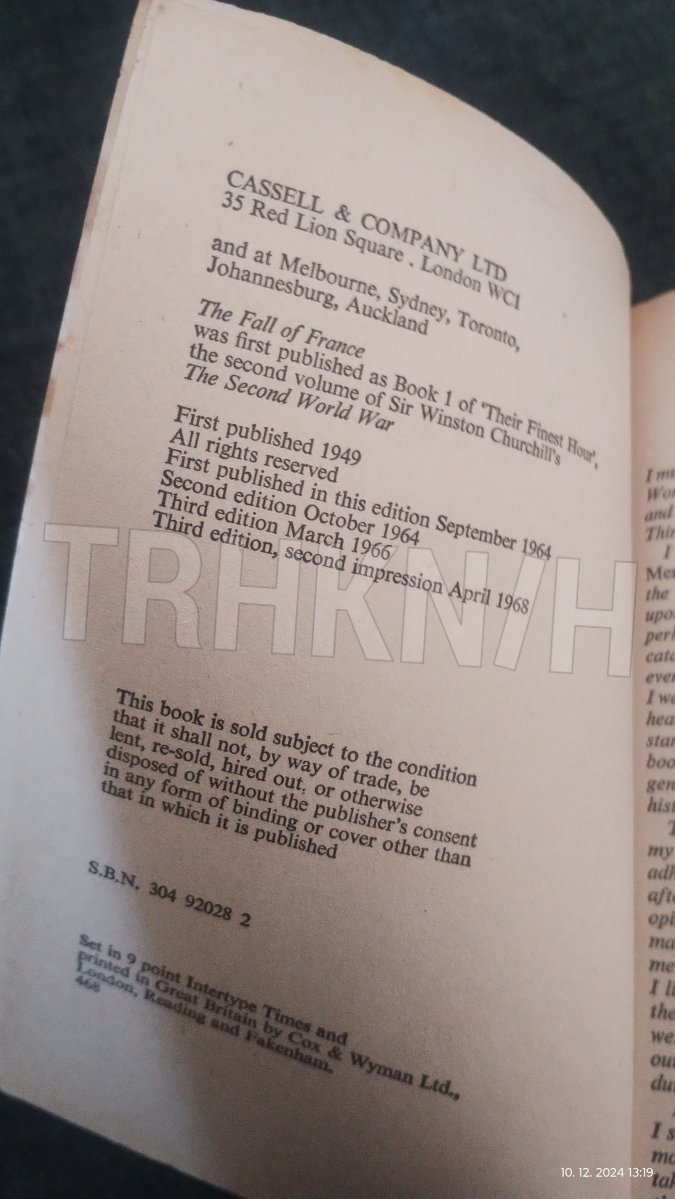 CASSELL & COMPANY LTD
35 Red Lion Square . London WC1
and at Melbourne, Sydney, Toronto,
Johannesburg, Auckland
The Fall of France
was first published as Book 1 of 'Their Finest Hour',
the second volume of Sir Winston Churchill's
The Second World War
First published 1949
All rights reserved
First published in this edition September 1964
Second edition October 1964
Third edition March 1966
Third edition, second impression April 1968
TRHKN/H
This book is sold subject to the condition
that it shall not, by way of trade, be
lent, re-sold, hired out, or otherwise
disposed of without the publisher's consent
in any form of binding or cover other than
that in which it is published
S.B.N. 304 92028 2
Set in 9 point Intertype Times and
printed in Great Britain by Cox & Wyman Ltd.,
London, Reading and Fakenham.
468
and
I
the
my
me
the
I
10. 12. 2024 13:19